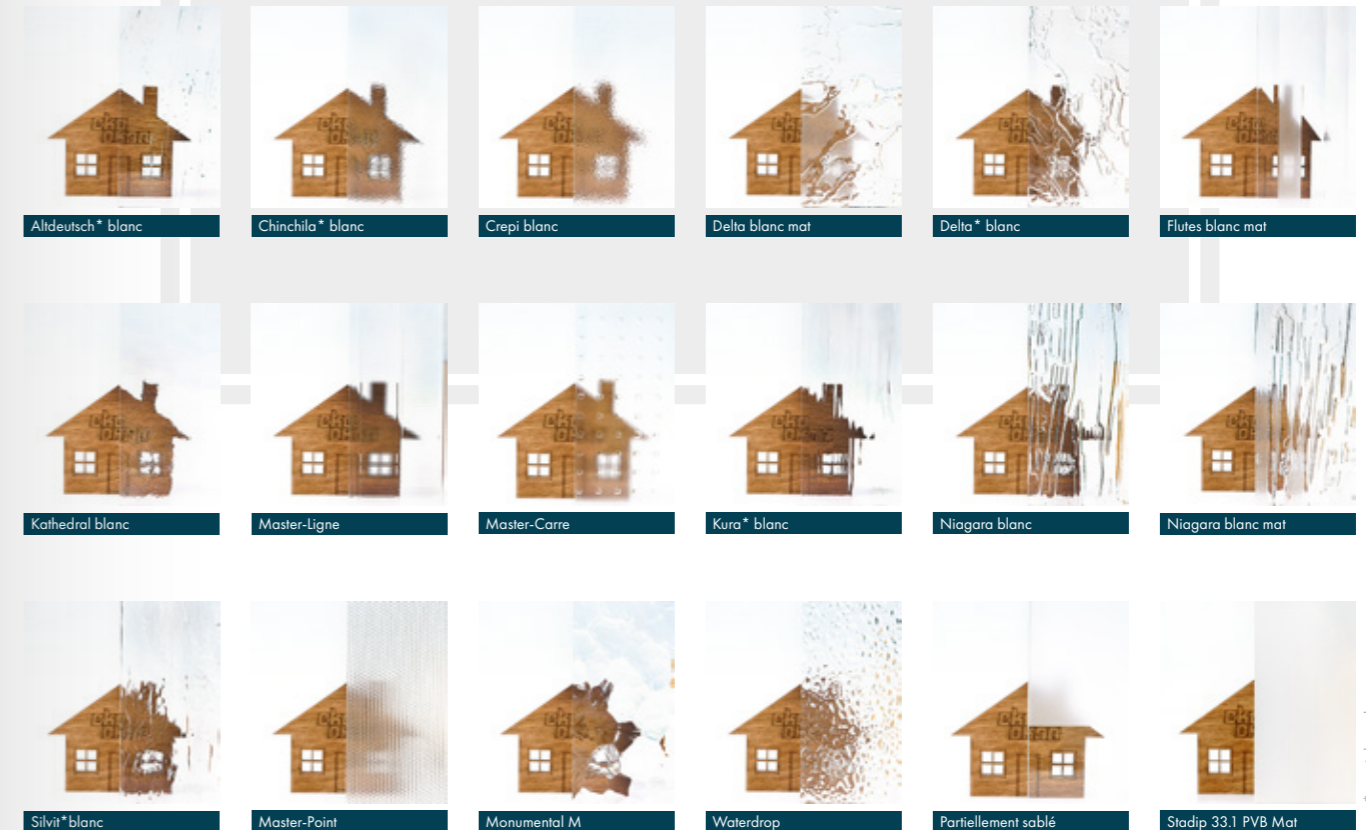 Altdeutsch* blanc
Chinchila* blanc
Crepi blanc
Delta blanc mat
Delta* blanc
Flutes blanc mat
Kathedral blanc
Master-Ligne
Master-Carre
Kura* blanc
Niagara blanc
Niagara blanc mat
Silvit*blanc
Master-Point
Monumental M
Waterdrop
Partiellement sablé
Stadip 33.1 PVB Mat